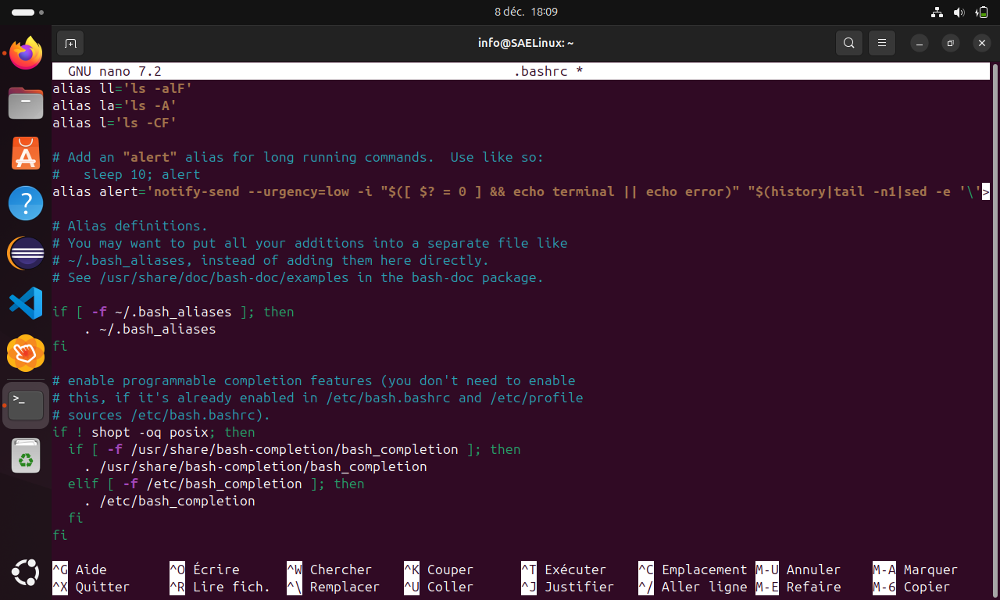 8 déc. 18:09
info@SAELinux: ~
GNU nano 7.2 .bashrc *
alias ll='ls -alF'
alias la='ls -A'
alias l='ls -CF'
# Add an "alert" alias for long running commands.  Use like so:
#   sleep 10; alert
alias alert='notify-send --urgency=low -i "$([ $? = 0 ] && echo terminal || echo error)" "$(history|tail -n1|sed -e '\'>
# Alias definitions.
# You may want to put all your additions into a separate file like
# ~/.bash_aliases, instead of adding them here directly.
# See /usr/share/doc/bash-doc/examples in the bash-doc package.
if [ -f ~/.bash_aliases ]; then
    . ~/.bash_aliases
fi
# enable programmable completion features (you don't need to enable
# this, if it's already enabled in /etc/bash.bashrc and /etc/profile
# sources /etc/bash.bashrc).
if ! shopt -oq posix; then
  if [ -f /usr/share/bash-completion/bash_completion ]; then
    . /usr/share/bash-completion/bash_completion
  elif [ -f /etc/bash_completion ]; then
    . /etc/bash_completion
  fi
fi
^G Aide ^O Écrire ^W Chercher ^K Couper ^T Exécuter ^C Emplacement M-U Annuler M-A Marquer
^X Quitter ^R Lire fich. ^\ Remplacer ^U Coller ^J Justifier ^/ Aller ligne M-E Refaire M-6 Copier